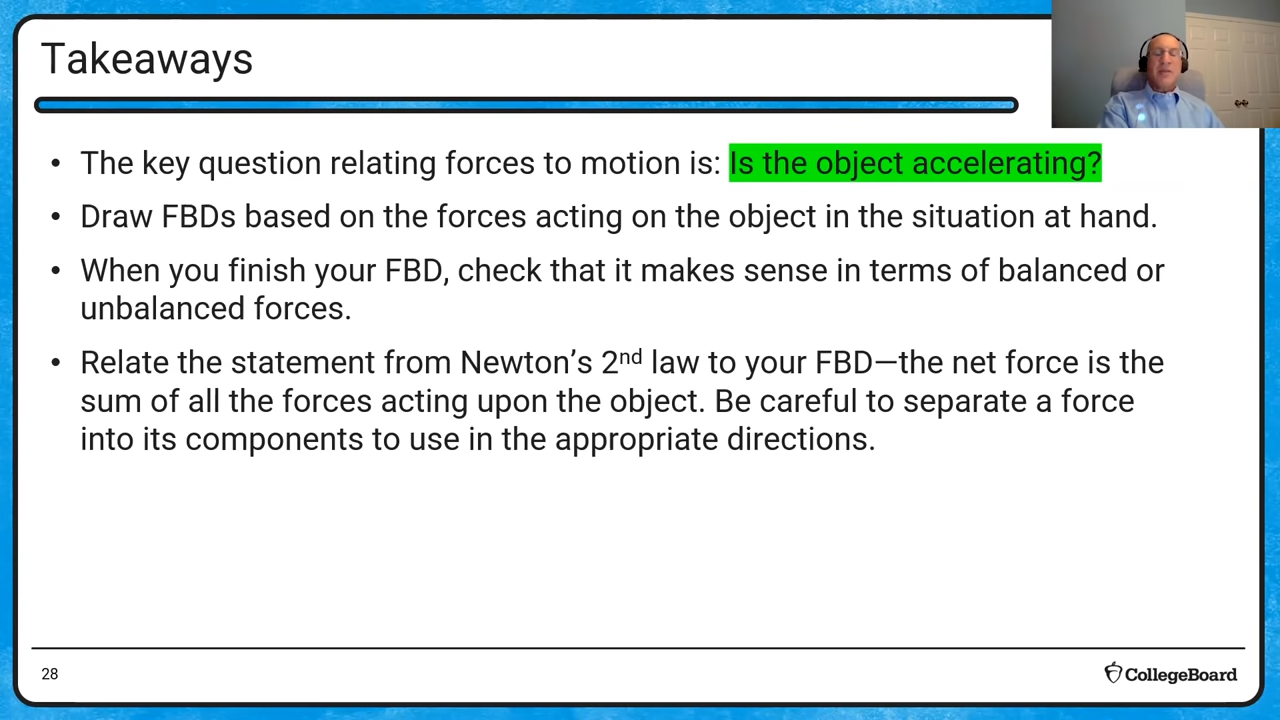 Takeaways
• The key question relating forces to motion is: Is the object accelerating?
• Draw FBDs based on the forces acting on the object in the situation at hand.
• When you finish your FBD, check that it makes sense in terms of balanced or
unbalanced forces.
• Relate the statement from Newton’s 2nd law to your FBD—the net force is the
sum of all the forces acting upon the object. Be careful to separate a force
into its components to use in the appropriate directions.
28
CollegeBoard